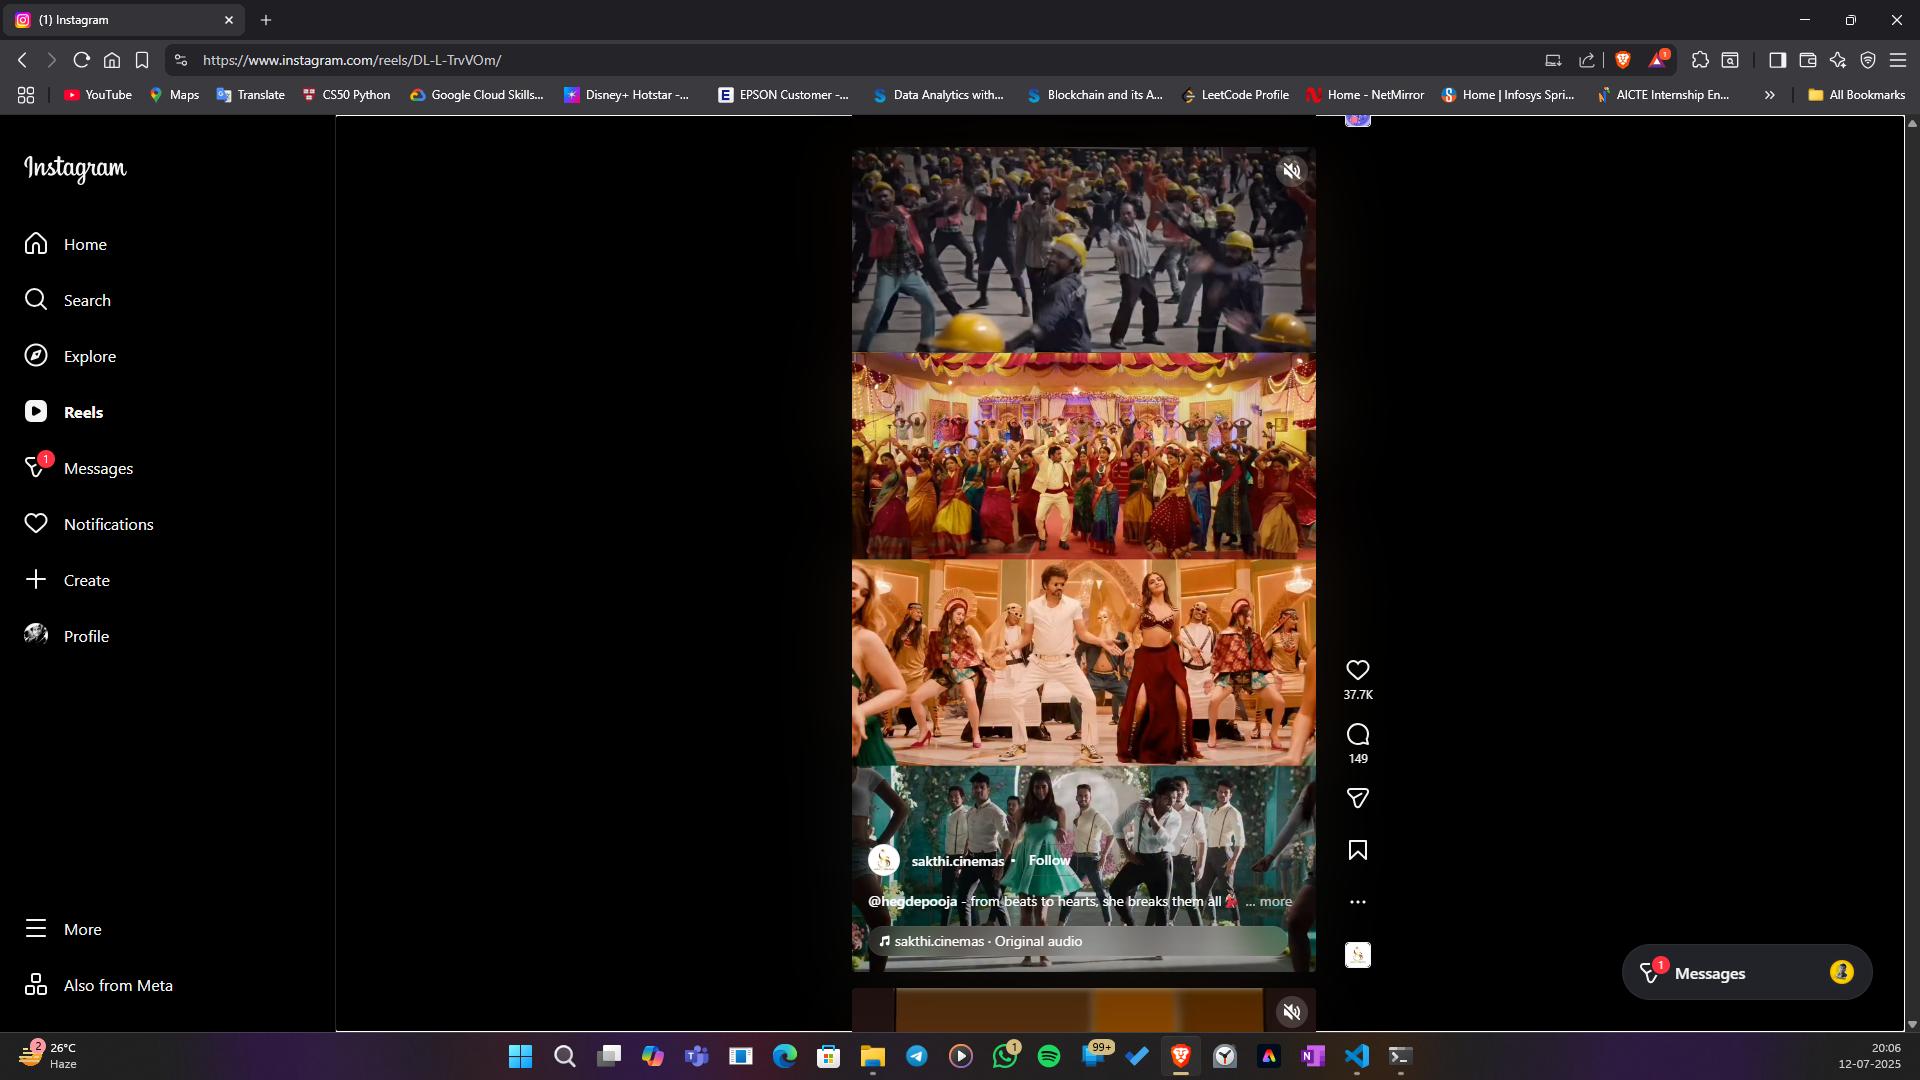 (1) Instagram
https://www.instagram.com/reels/DL-L-TrvVOm/
1
YouTube
Maps
Translate
CS50 Python
Google Cloud Skills...
Disney+ Hotstar -...
EPSON Customer -...
Data Analytics with...
Blockchain and its A...
LeetCode Profile
Home - NetMirror
Home | Infosys Spri...
AICTE Internship En...
»
All Bookmarks
Instagram
Home
Search
Explore
Reels
1
Messages
Notifications
Create
Profile
More
Also from Meta
37.7K
149
sakthi.cinemas • Follow
@hegdepooja - from beats to hearts, she breaks them all ... more
sakthi.cinemas · Original audio
1
Messages
2
26°C
Haze
1
99+
20:06
12-07-2025